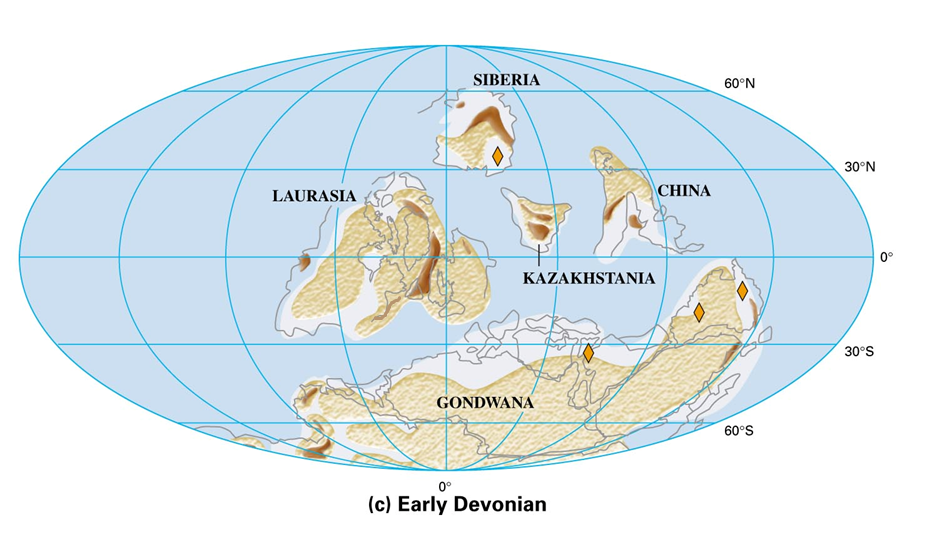 SIBERIA
60°N
30°N
LAURASIA
CHINA
0°
KAZAKHSTANIA
30°S
GONDWANA
60°S
0°
(c) Early Devonian